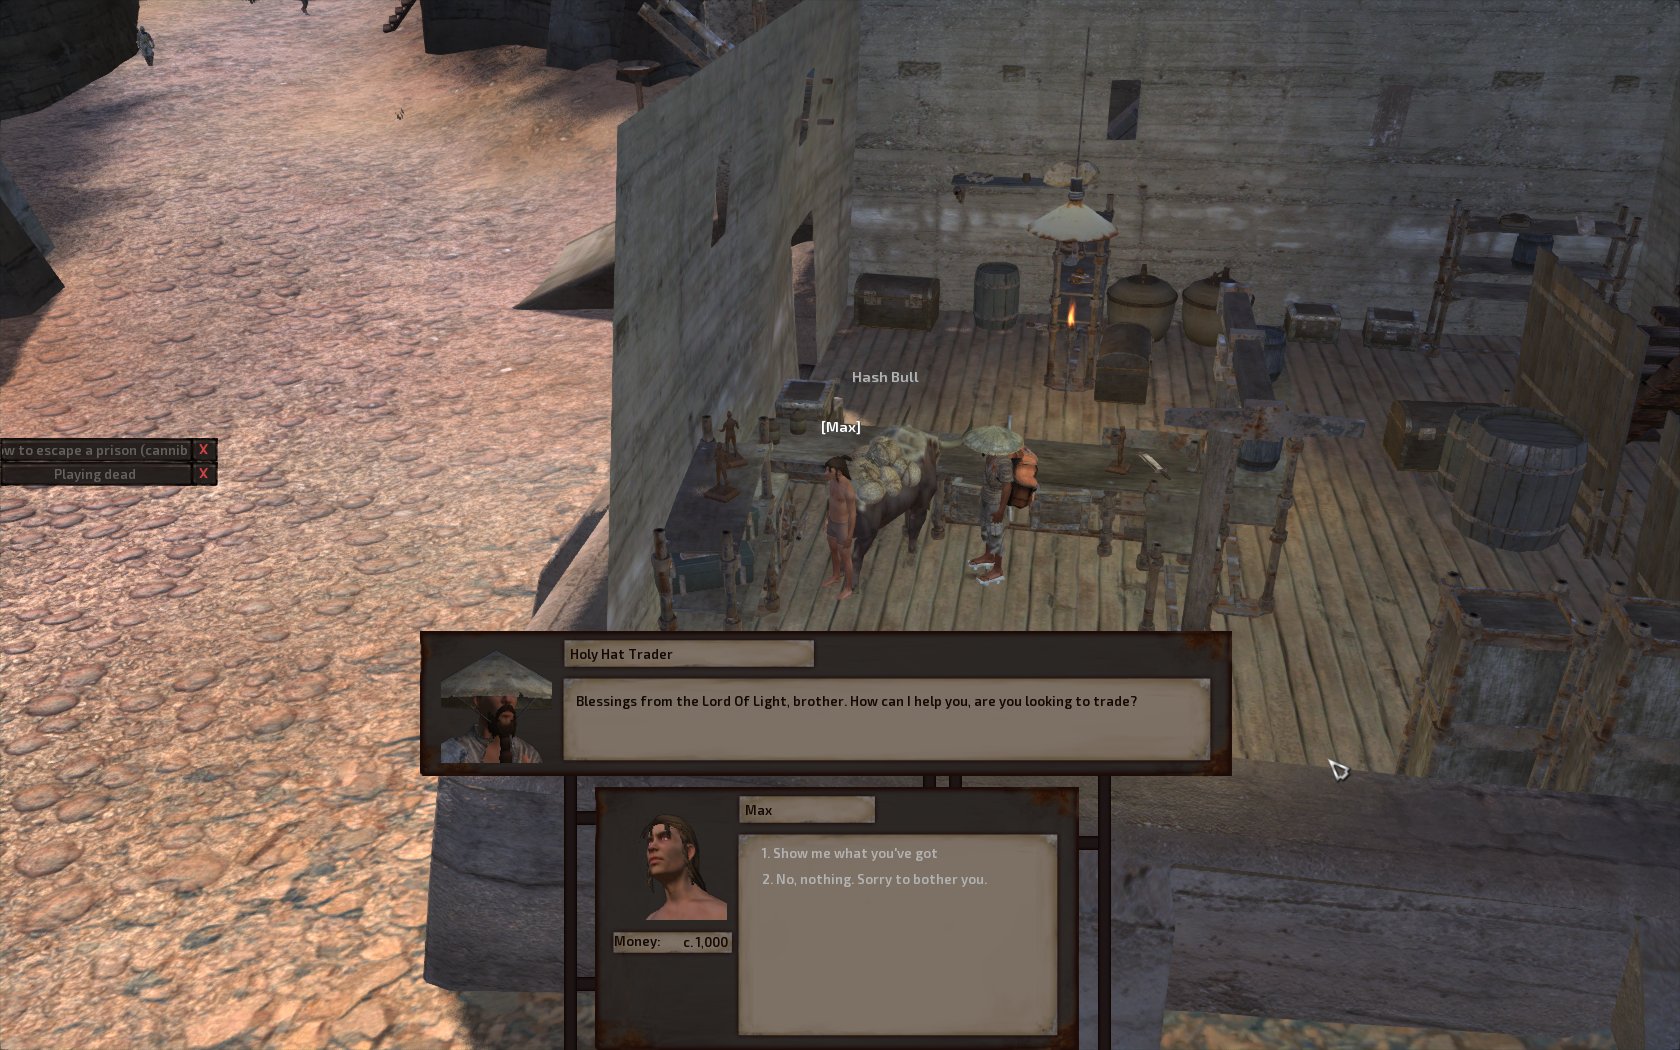 Hash Bull
[Max]
ow to escape a prison (cannib
X
Playing dead
X
Holy Hat Trader
Blessings from the Lord Of Light, brother. How can I help you, are you looking to trade?
Max
1. Show me what you've got
2. No, nothing. Sorry to bother you.
Money: c.1,000